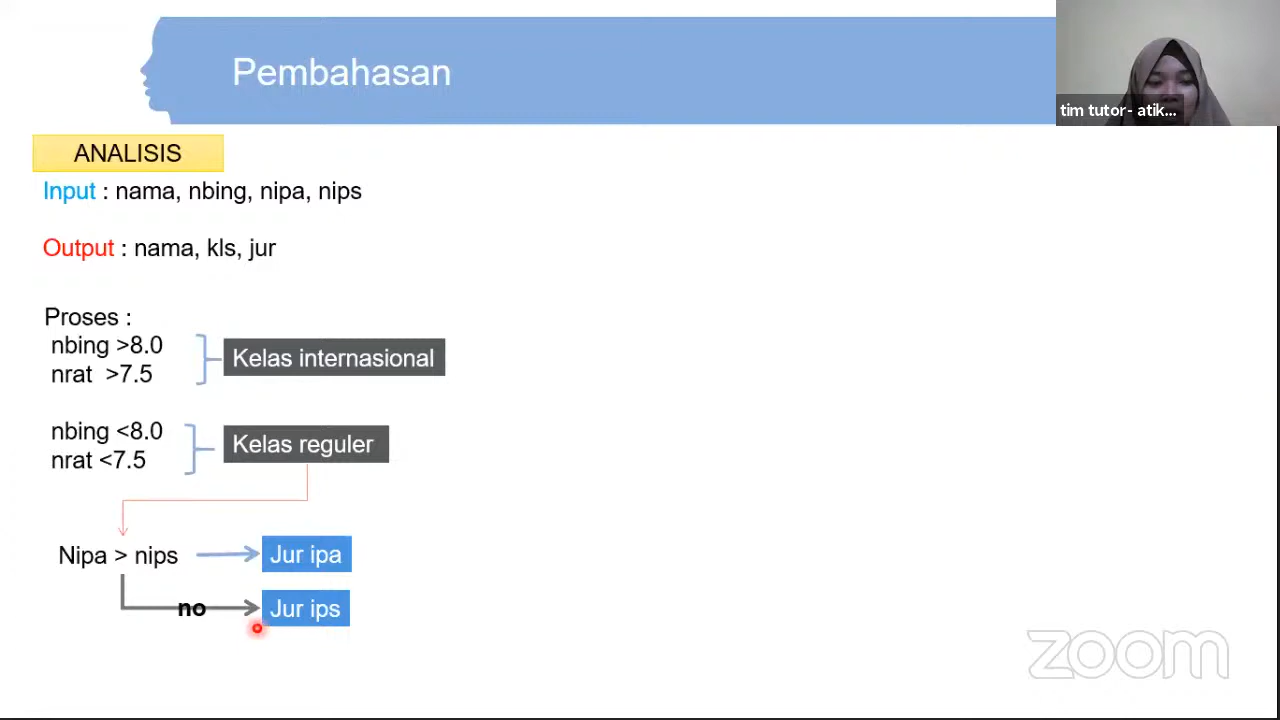 Pembahasan
tim tutor- atik...
ANALISIS
Input : nama, nbing, nipa, nips
Output : nama, kls, jur
Proses :
nbing >8.0
nrat >7.5
Kelas internasional
nbing <8.0
nrat <7.5
Kelas reguler
Nipa > nips
Jur ipa
no
Jur ips
zoom